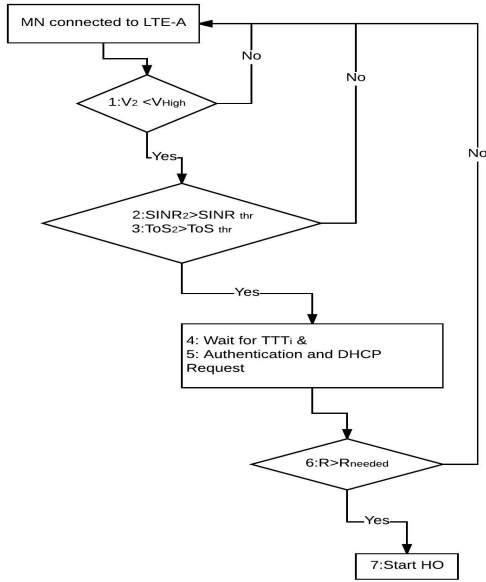 MN connected to LTE-A
No
1:V2 <VHigh
No
Yes
No
2:SINR2>SINR thr
3:ToS2>ToS thr
Yes
4: Wait for TTTi &
5: Authentication and DHCP
Request
6:R>Rneeded
Yes
7:Start HO